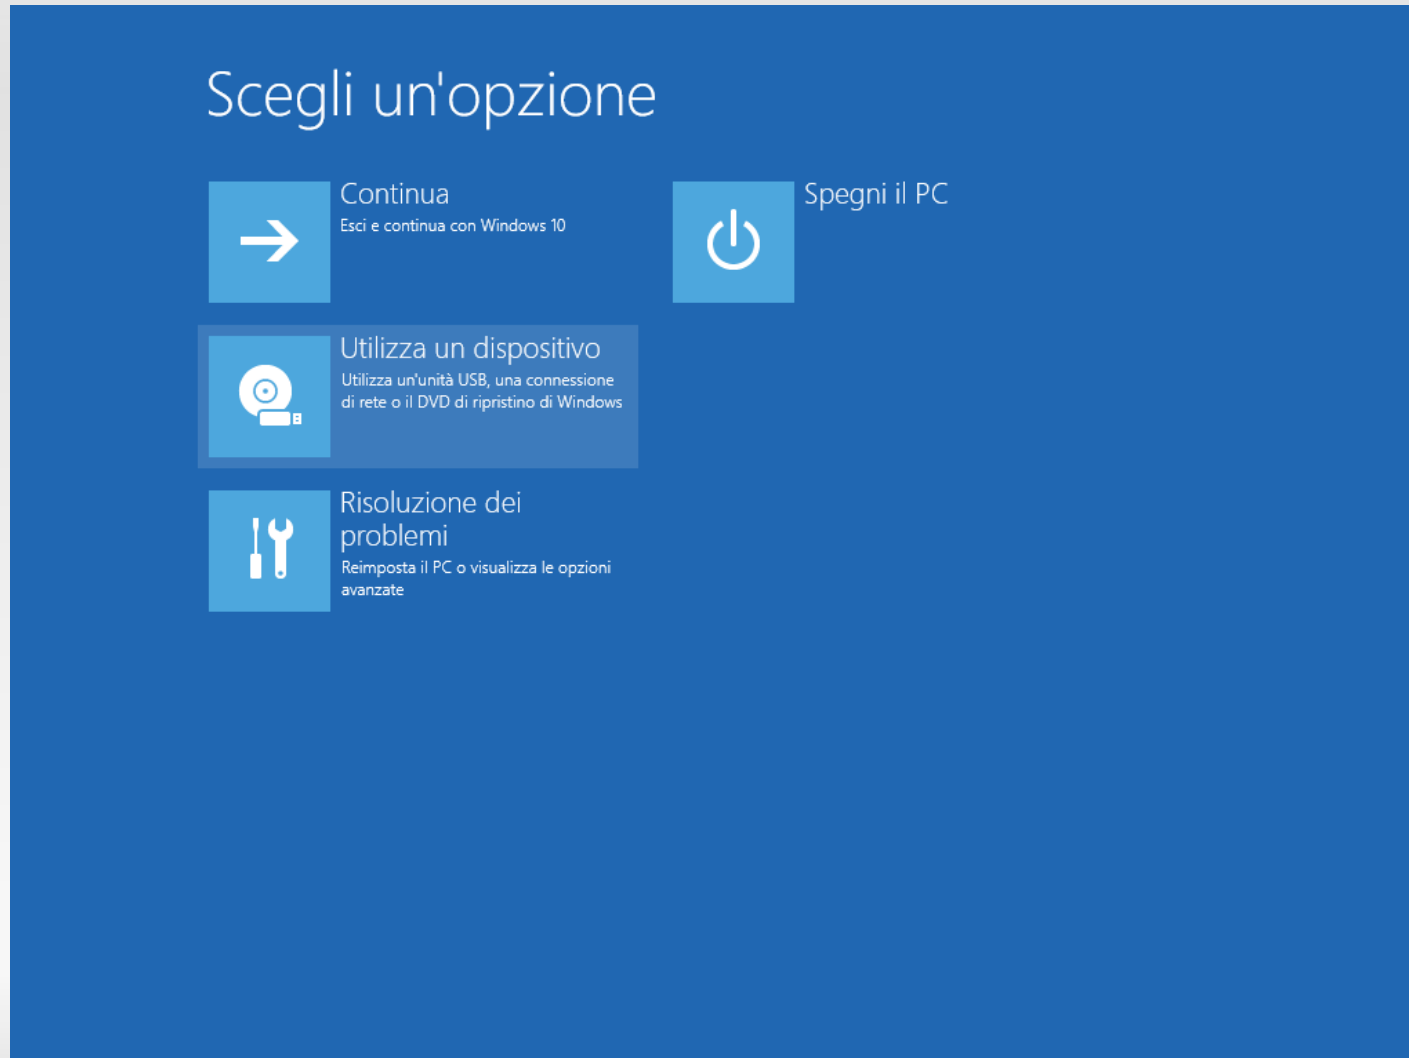 Scegli un'opzione
Continua
Esci e continua con Windows 10
Spegni il PC
Utilizza un dispositivo
Utilizza un'unità USB, una connessione
di rete o il DVD di ripristino di Windows
Risoluzione dei
problemi
Reimposta il PC o visualizza le opzioni
avanzate